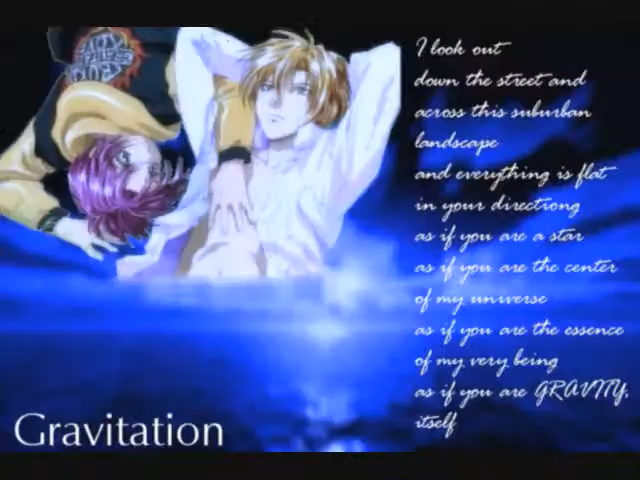 I look out
down the street and
across this suburban
landscape
and everything is flat
in your directiong
as if you are a star
as if you are the center
of my universe
as if you are the essence
of my very being
as if you are GRAVITY,
itself
Gravitation